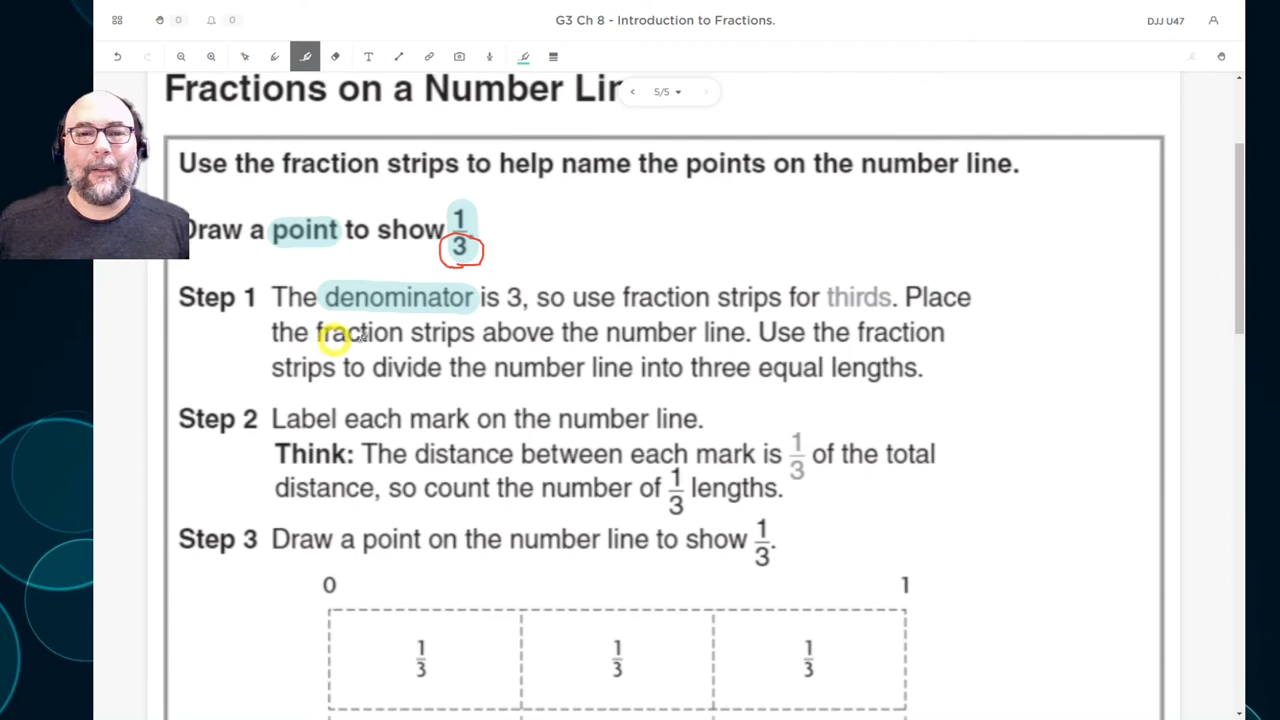 0
0
G3 Ch 8 - Introduction to Fractions.
DJJ U47
T
Fractions on a Number Lin
5/5
Use the fraction strips to help name the points on the number line.
Draw a point to show 1/3.
Step 1 The denominator is 3, so use fraction strips for thirds. Place
the fraction strips above the number line. Use the fraction
strips to divide the number line into three equal lengths.
Step 2 Label each mark on the number line.
Think: The distance between each mark is 1/3 of the total
distance, so count the number of 1/3 lengths.
Step 3 Draw a point on the number line to show 1/3.
0 1
1/3 1/3 1/3